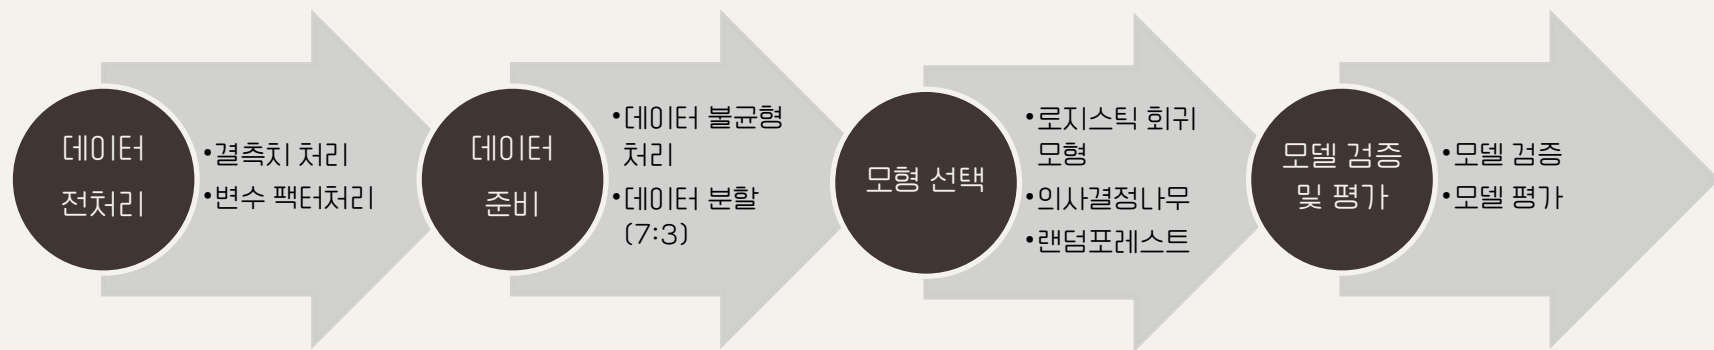 데이터
전처리
•결측치 처리
•변수 팩터처리
데이터
준비
•데이터 불균형
처리
•데이터 분할
(7:3)
모형 선택
•로지스틱 회귀
모형
•의사결정나무
•랜덤포레스트
모델 검증
및 평가
•모델 검증
•모델 평가